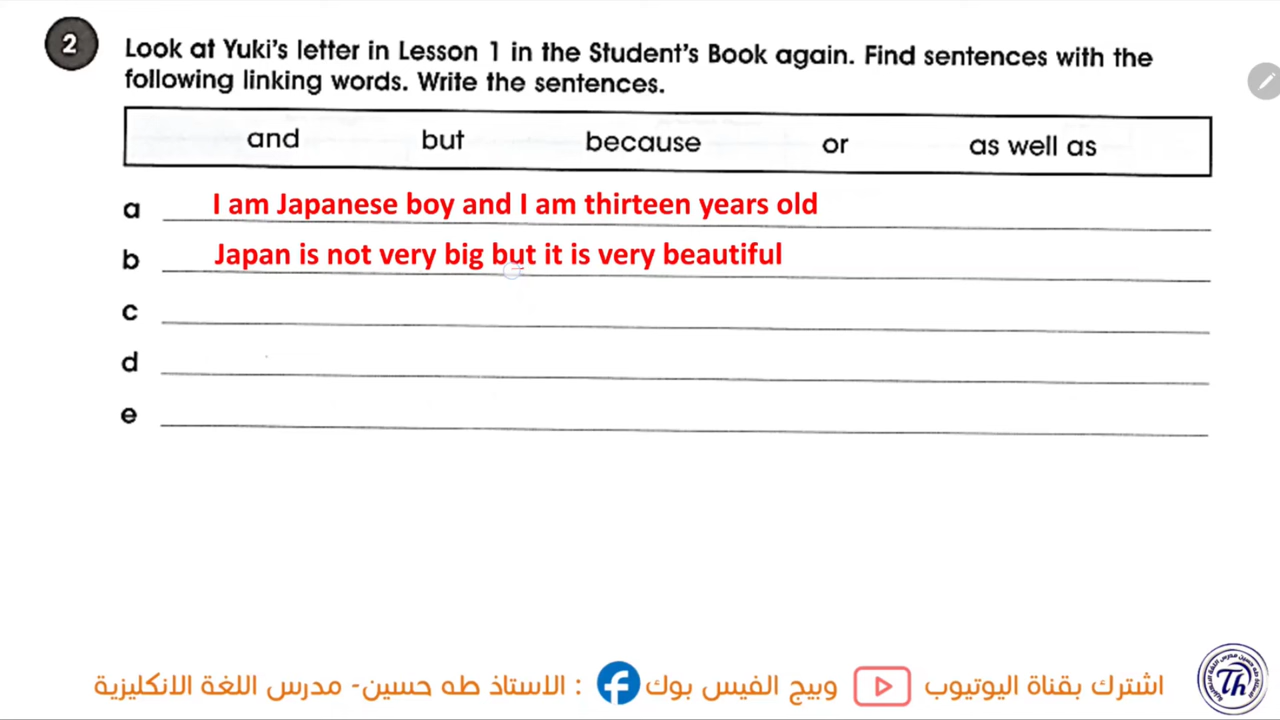 2
Look at Yuki's letter in Lesson 1 in the Student's Book again. Find sentences with the
following linking words. Write the sentences.
and but because or as well as
a I am Japanese boy and I am thirteen years old
b Japan is not very big but it is very beautiful
c
d
e
اشترك بقناة اليوتيوب وبيج الفيس بوك : الاستاذ طه حسين- مدرس اللغة الانكليزية
Th